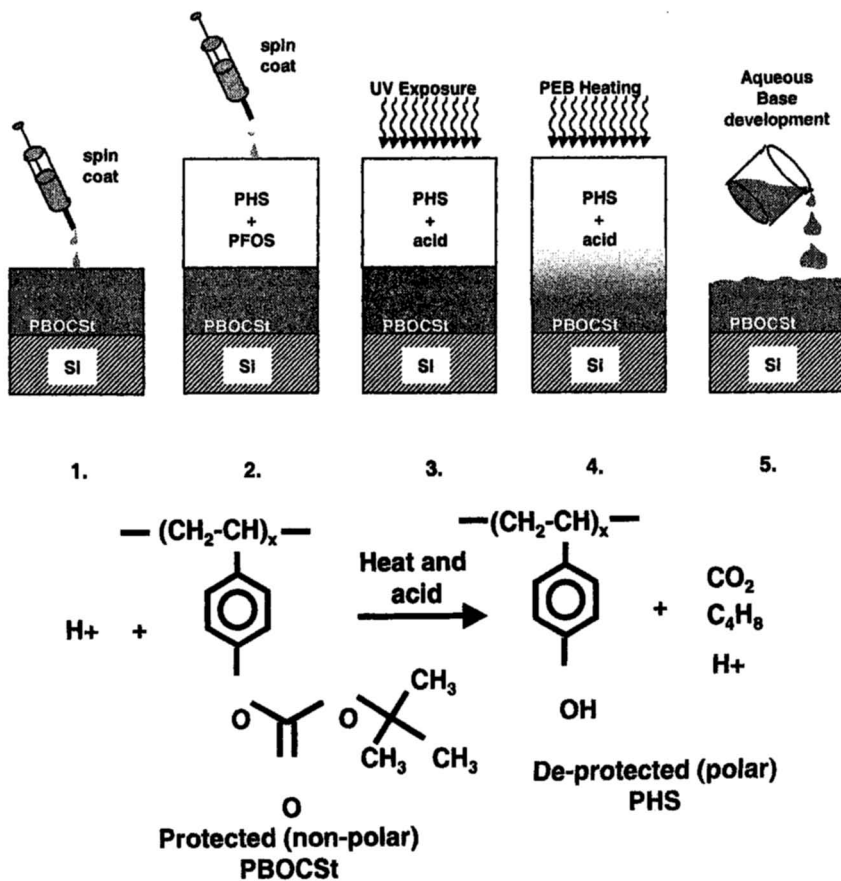 spin
coat
spin
coat
UV Exposure
PEB Heating
Aqueous
Base
development
PHS
+
PFOS
PHS
+
acid
PHS
+
acid
PBOCSt
PBOCSt
PBOCSt
PBOCSt
PBOCSt
Si
Si
Si
Si
Si
1. 2. 3. 4. 5.
— (CH2-CH)x —
H+ +
O O
CH3
CH3 CH3
O
Protected (non-polar)
PBOCSt
Heat and
acid
—(CH2-CH)x—
OH
De-protected (polar)
PHS
+
CO2
C4H8
H+